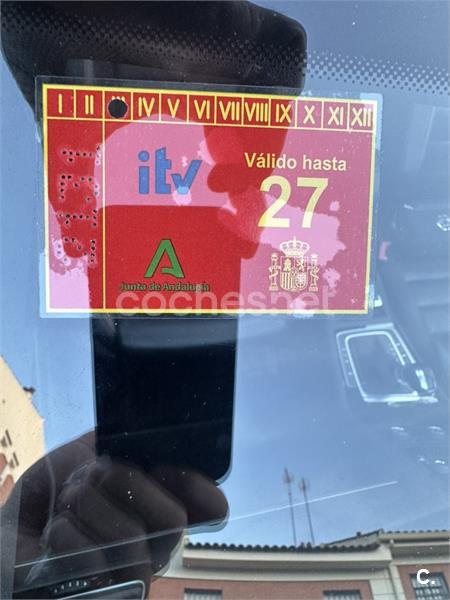 I II III IV V VI VII VIII IX X XI XII
itv
Válido hasta
27
Junta de Andalucía
coches.net
C.